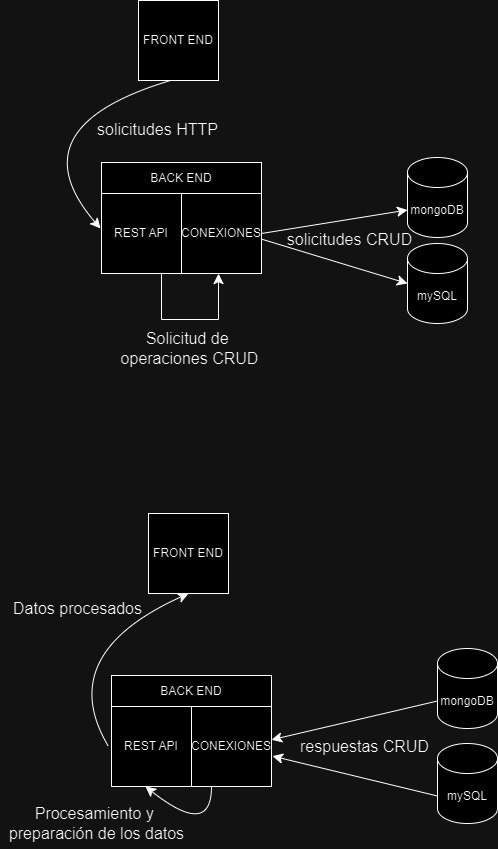 FRONT END
solicitudes HTTP
BACK END
REST API
CONEXIONES
solicitudes CRUD
mongoDB
mySQL
Solicitud de
operaciones CRUD
FRONT END
Datos procesados
BACK END
REST API
CONEXIONES
respuestas CRUD
mongoDB
mySQL
Procesamiento y
preparación de los datos